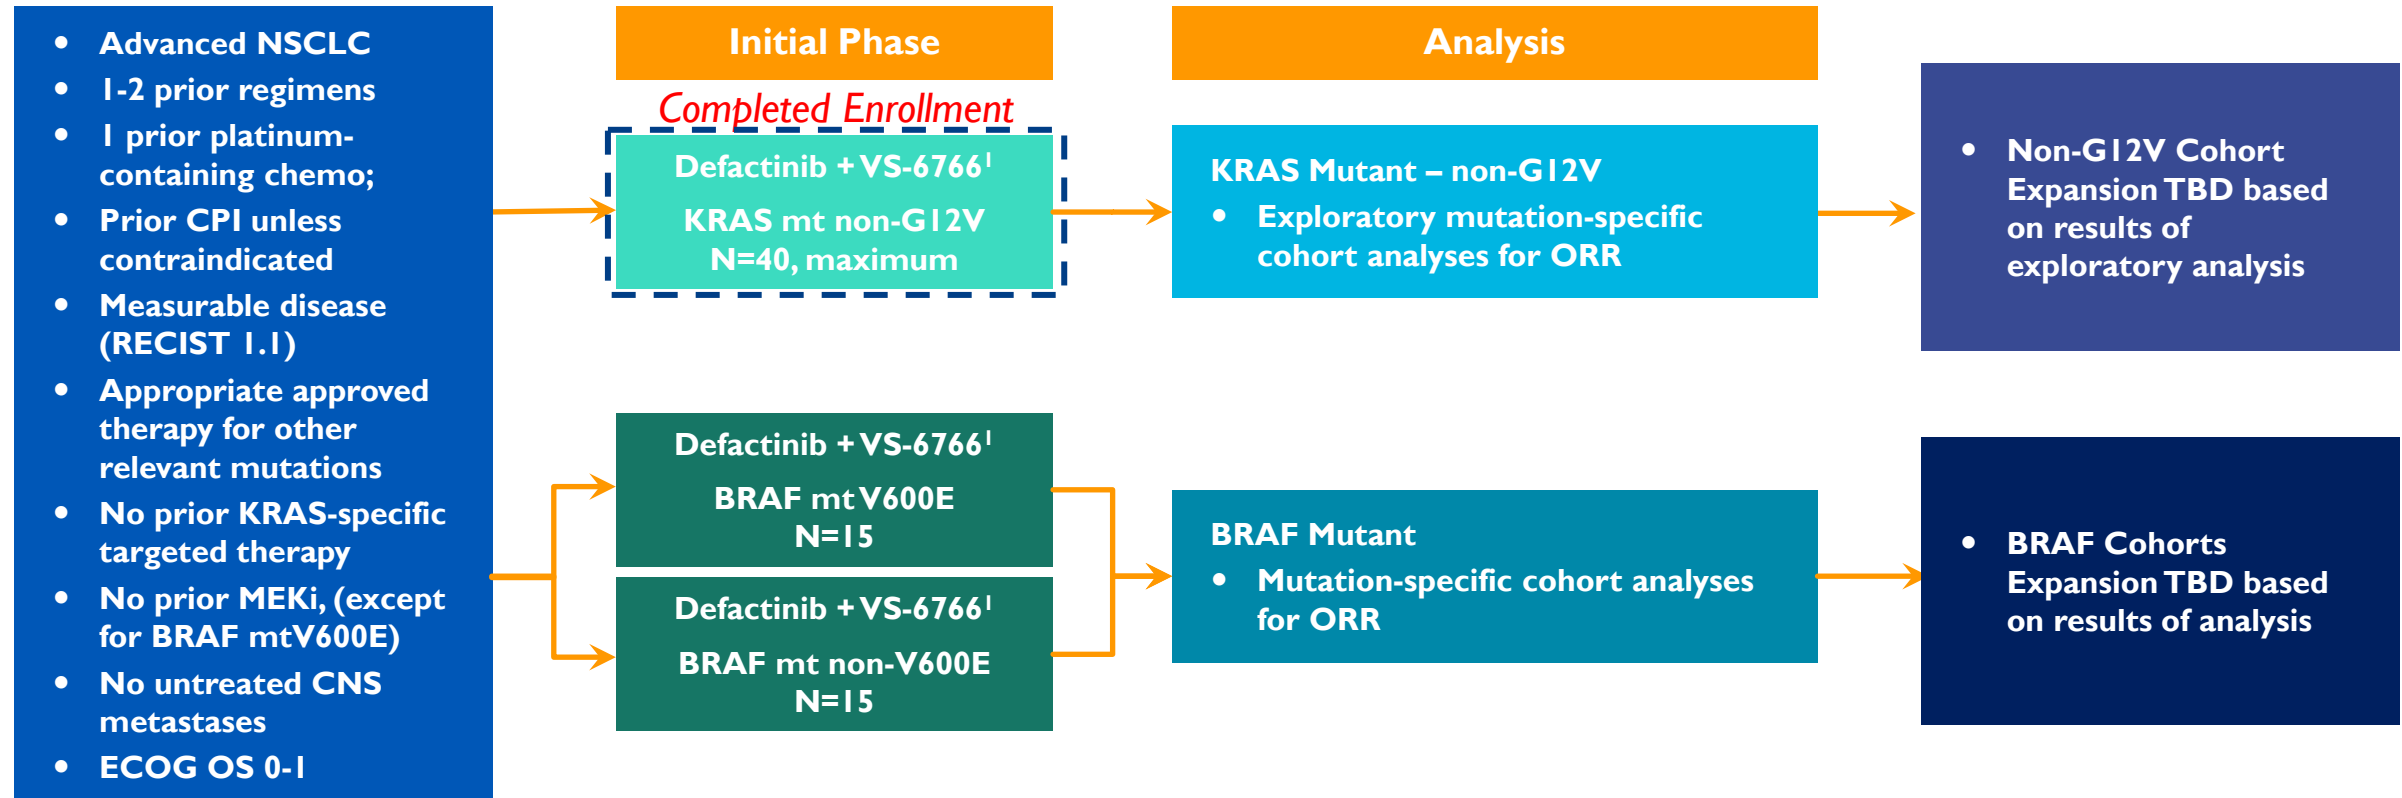 • Advanced NSCLC
• 1-2 prior regimens
• 1 prior platinum-
containing chemo;
• Prior CPI unless
contraindicated
• Measurable disease
(RECIST 1.1)
• Appropriate approved
therapy for other
relevant mutations
• No prior KRAS-specific
targeted therapy
• No prior MEKi, (except
for BRAF mtV600E)
• No untreated CNS
metastases
• ECOG OS 0-1
Initial Phase
Completed Enrollment
Defactinib + VS-6766¹
KRAS mt non-G12V
N=40, maximum
Defactinib + VS-6766¹
BRAF mt V600E
N=15
Defactinib + VS-6766¹
BRAF mt non-V600E
N=15
Analysis
KRAS Mutant – non-G12V
• Exploratory mutation-specific
cohort analyses for ORR
BRAF Mutant
• Mutation-specific cohort analyses
for ORR
• Non-G12V Cohort
Expansion TBD based
on results of
exploratory analysis
• BRAF Cohorts
Expansion TBD based
on results of analysis